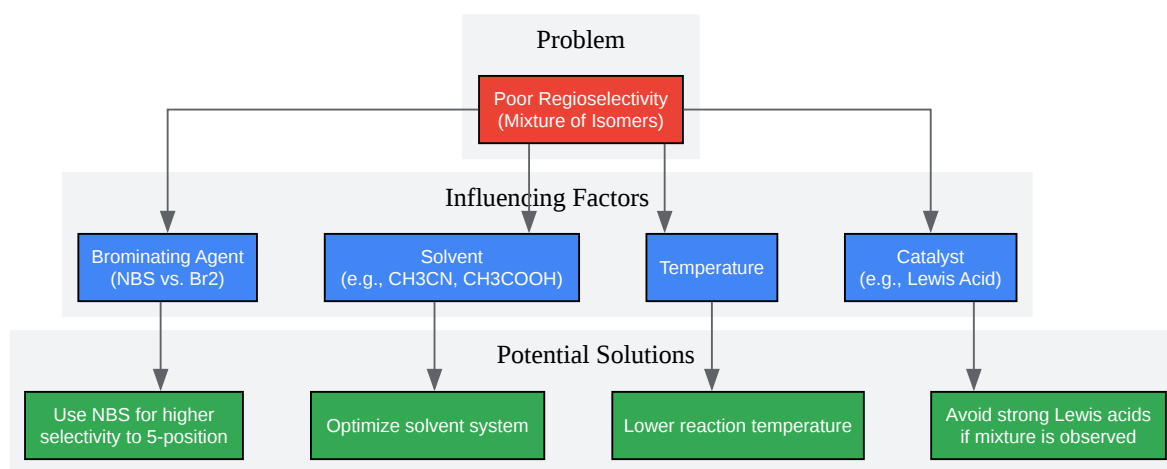 Problem
Poor Regioselectivity
(Mixture of Isomers)
Influencing Factors
Brominating Agent
(NBS vs. Br2)
Solvent
(e.g., CH3CN, CH3COOH)
Temperature
Catalyst
(e.g., Lewis Acid)
Potential Solutions
Use NBS for higher
selectivity to 5-position
Optimize solvent system
Lower reaction temperature
Avoid strong Lewis acids
if mixture is observed